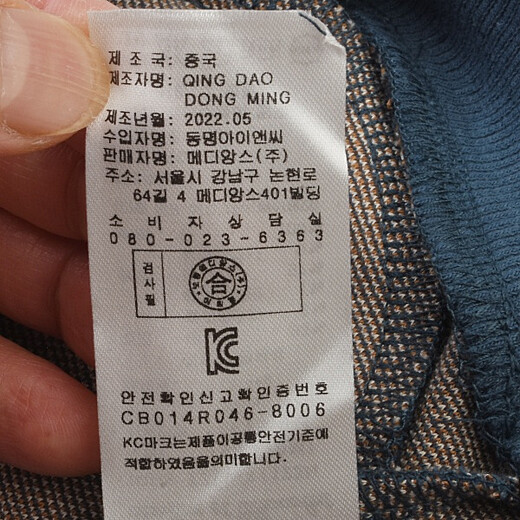 제 조 국: 중국
제조자명: QING DAO
DONG MING
제조년월: 2022.05
수입자명: 동명아이앤씨
판매자명: 메디앙스(주)
주소: 서울시 강남구 논현로
64길 4 메디앙스401빌딩
소 비 자 상 담 실
080-023-6363
검사필
合
KC
안전확인신고확인증번호
CB014R046-8006
KC마크는제품이공통안전기준에
적합하였음을의미합니다.